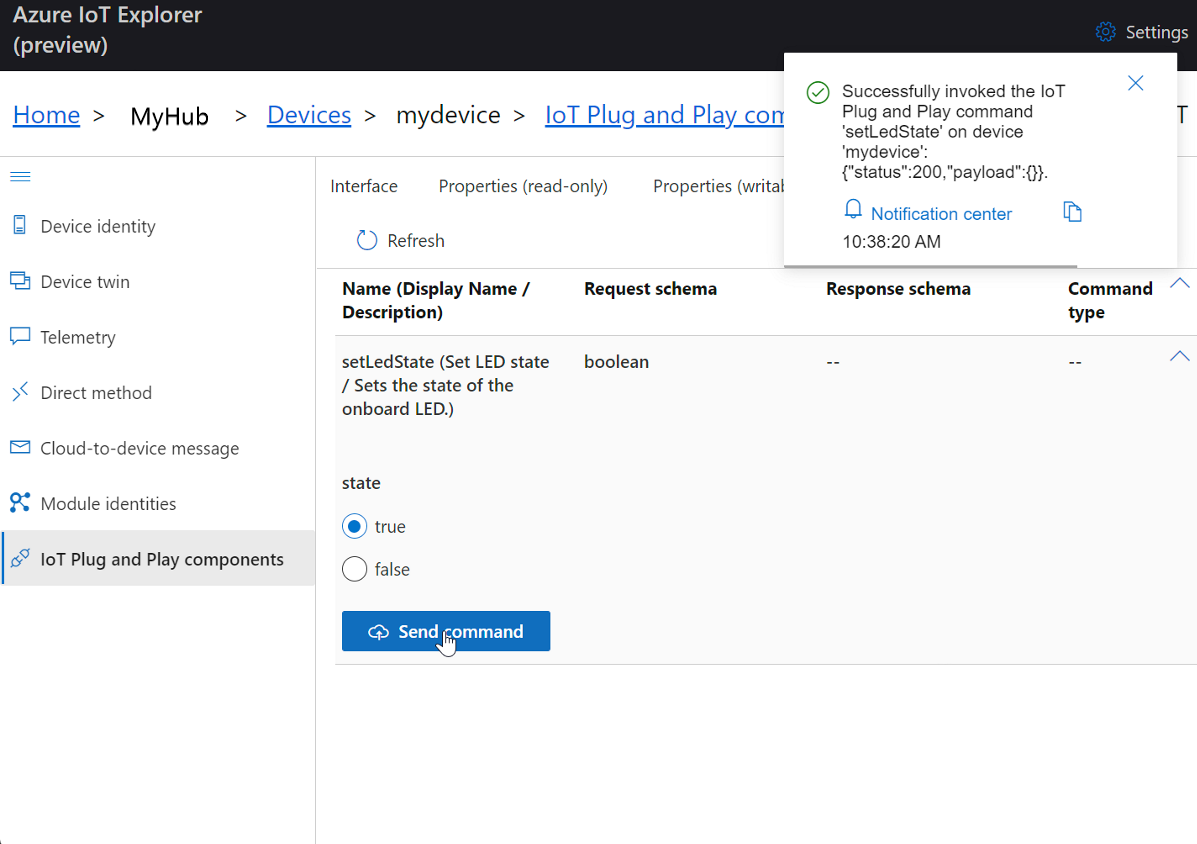 Azure IoT Explorer
(preview)
Settings
Home > MyHub > Devices > mydevice > IoT Plug and Play com
T
Successfully invoked the IoT
Plug and Play command
'setLedState' on device
'mydevice':
{"status":200,"payload":{}}.
Notification center
10:38:20 AM
Device identity
Device twin
Telemetry
Direct method
Cloud-to-device message
Module identities
IoT Plug and Play components
Interface Properties (read-only) Properties (writab
Refresh
Name (Display Name /
Description)
Request schema
Response schema
Command
type
setLedState (Set LED state
/ Sets the state of the
onboard LED.)
boolean
--
--
state
true
false
Send command